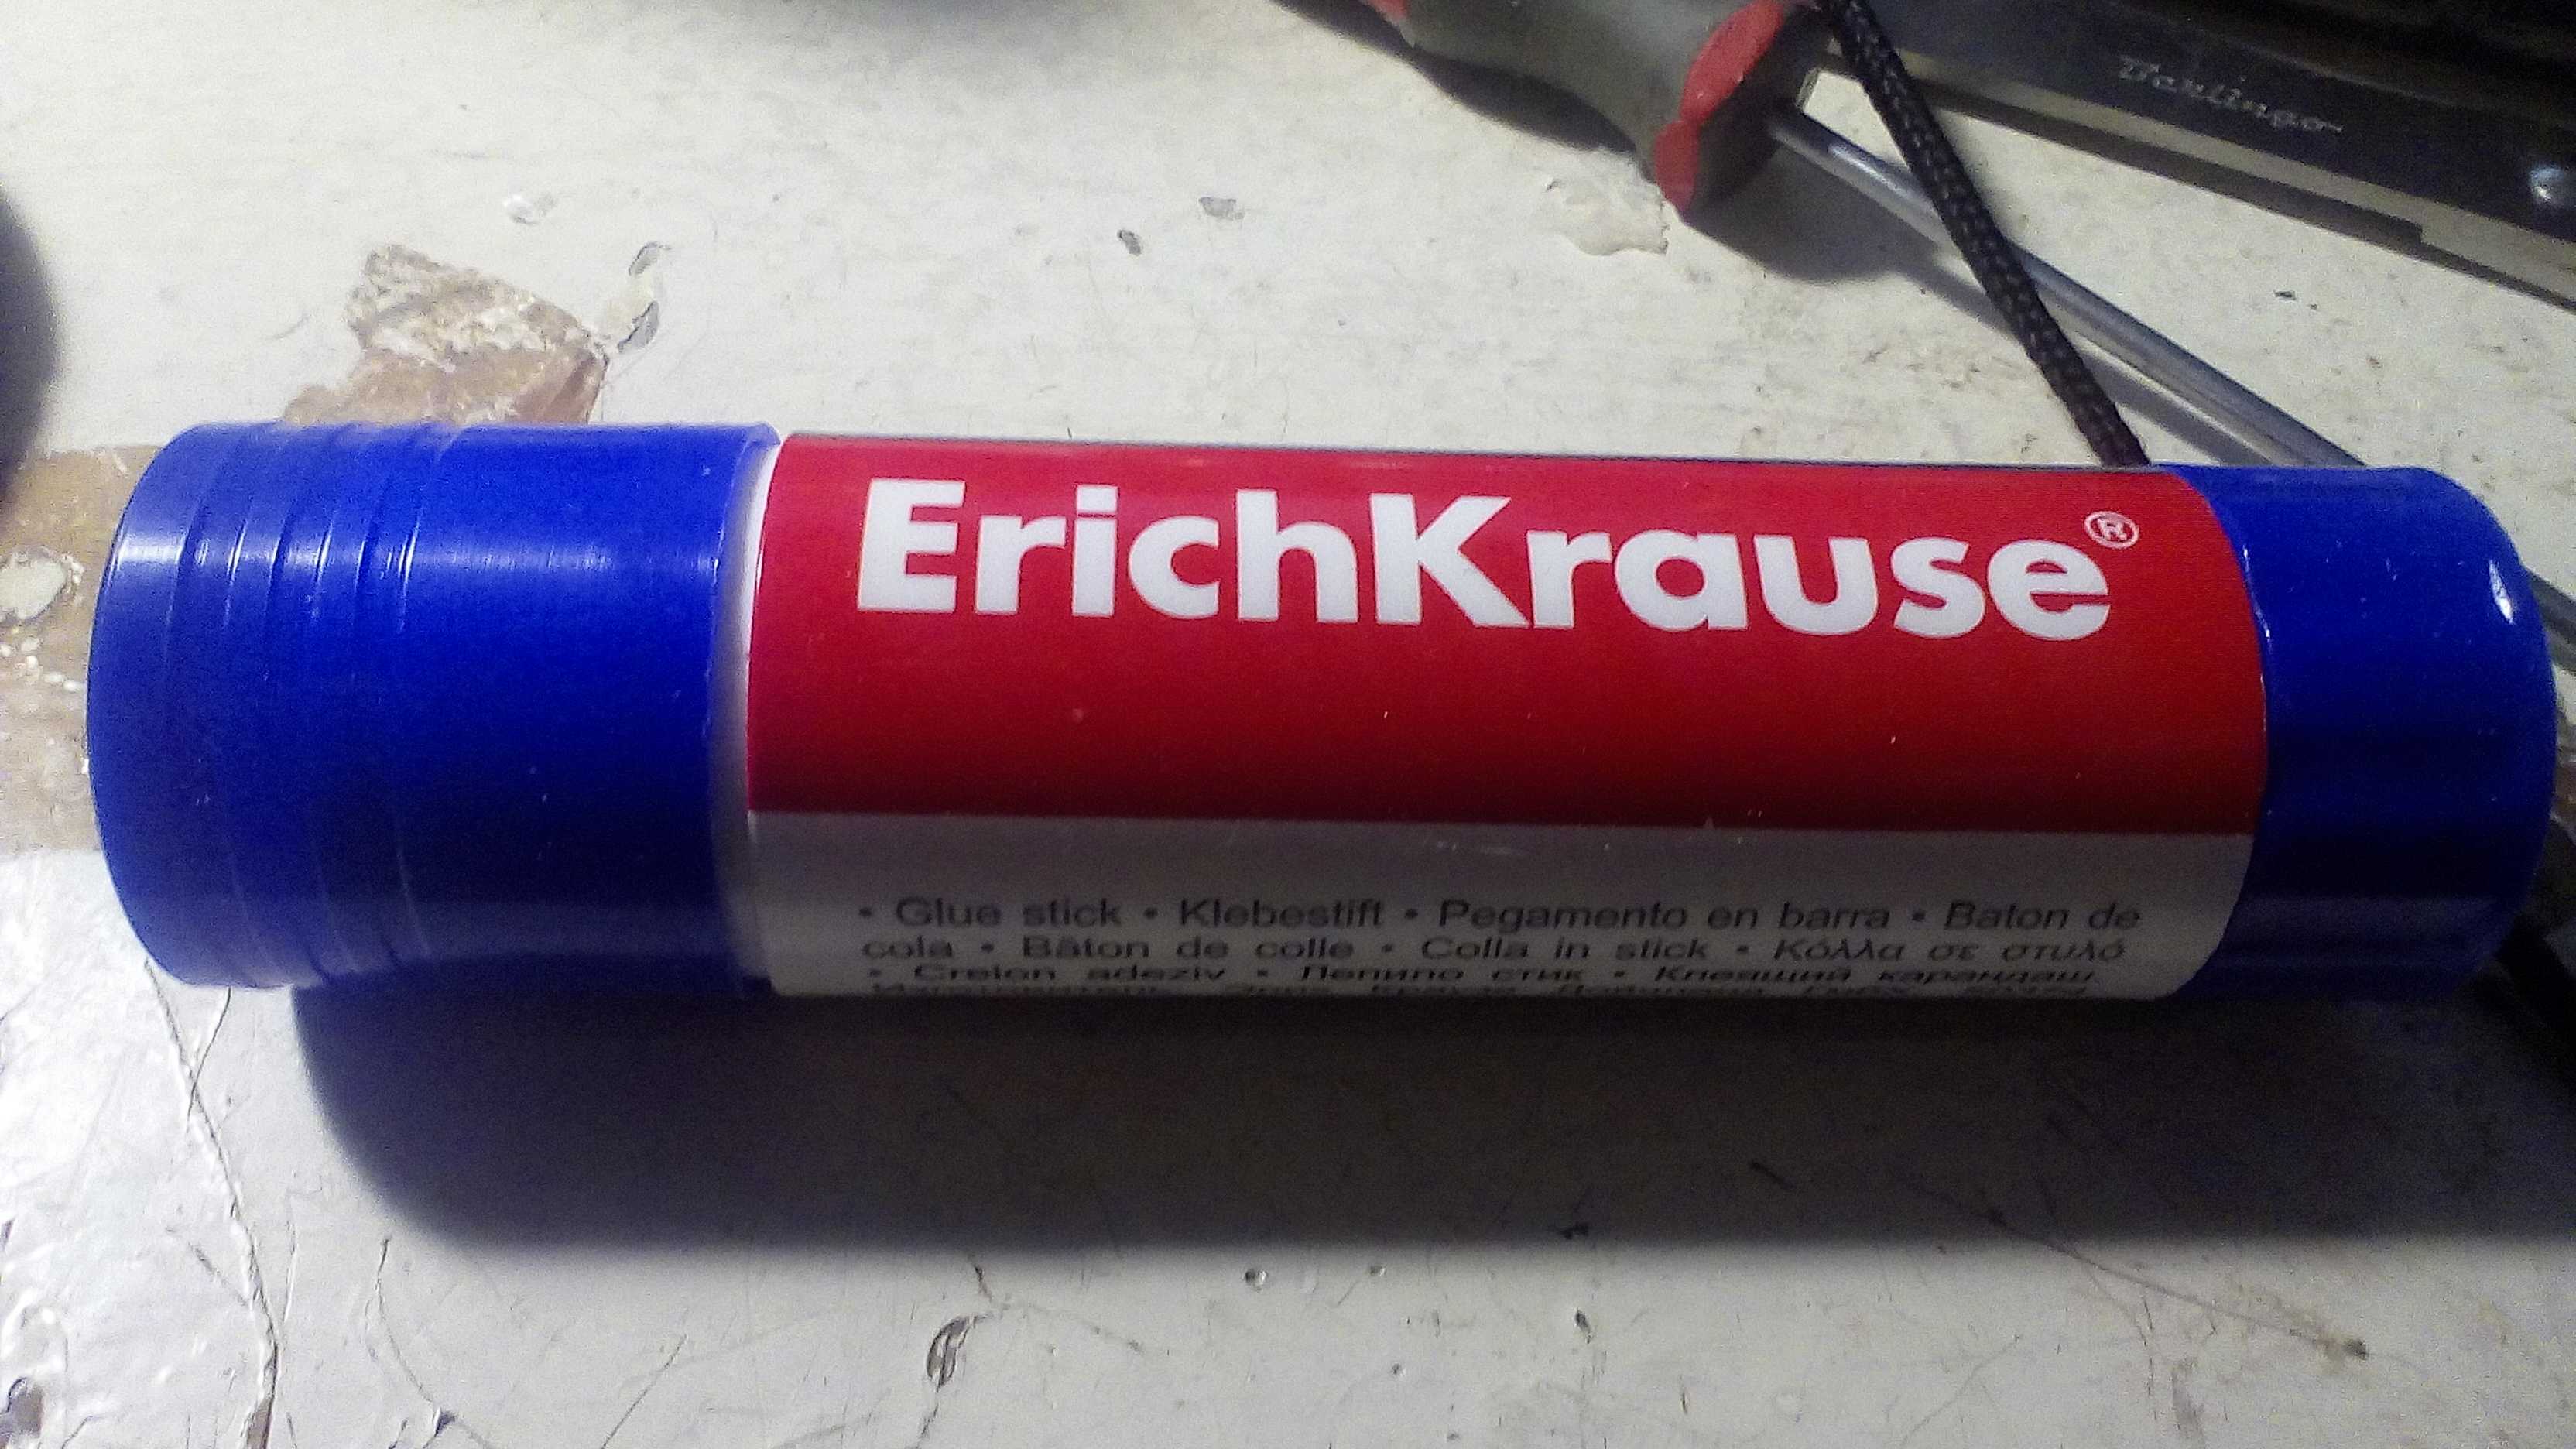 Berlingo
ErichKrause®
• Glue stick • Klebestift • Pegamento en barra • Baton de
cola • Bâton de colle • Colla in stick • Κόλλα σε στυλό
• Creion adeziv • Лепило стик • Клеящий карандаш